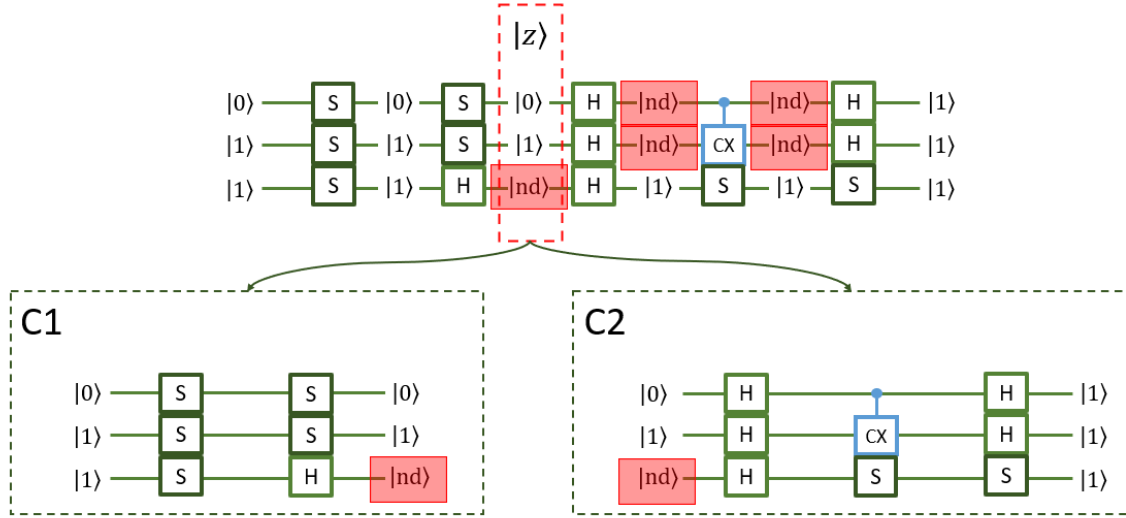 |z⟩
|0⟩ S |0⟩ S |0⟩ H |nd⟩ |nd⟩ H |1⟩
|1⟩ S |1⟩ S |1⟩ H |nd⟩ CX |nd⟩ H |1⟩
|1⟩ S |1⟩ H |nd⟩ H |1⟩ S |1⟩ S |1⟩
C1
|0⟩ S S |0⟩
|1⟩ S S |1⟩
|1⟩ S H |nd⟩
C2
|0⟩ H H |1⟩
|1⟩ H CX H |1⟩
|nd⟩ H S S |1⟩